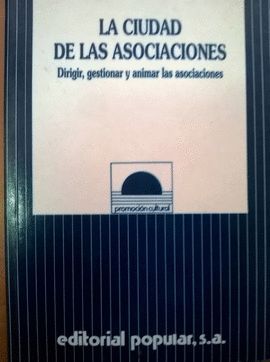 LA CIUDAD
DE LAS ASOCIACIONES
Dirigir, gestionar y animar las asociaciones
promoción cultural
editorial popular, s.a.